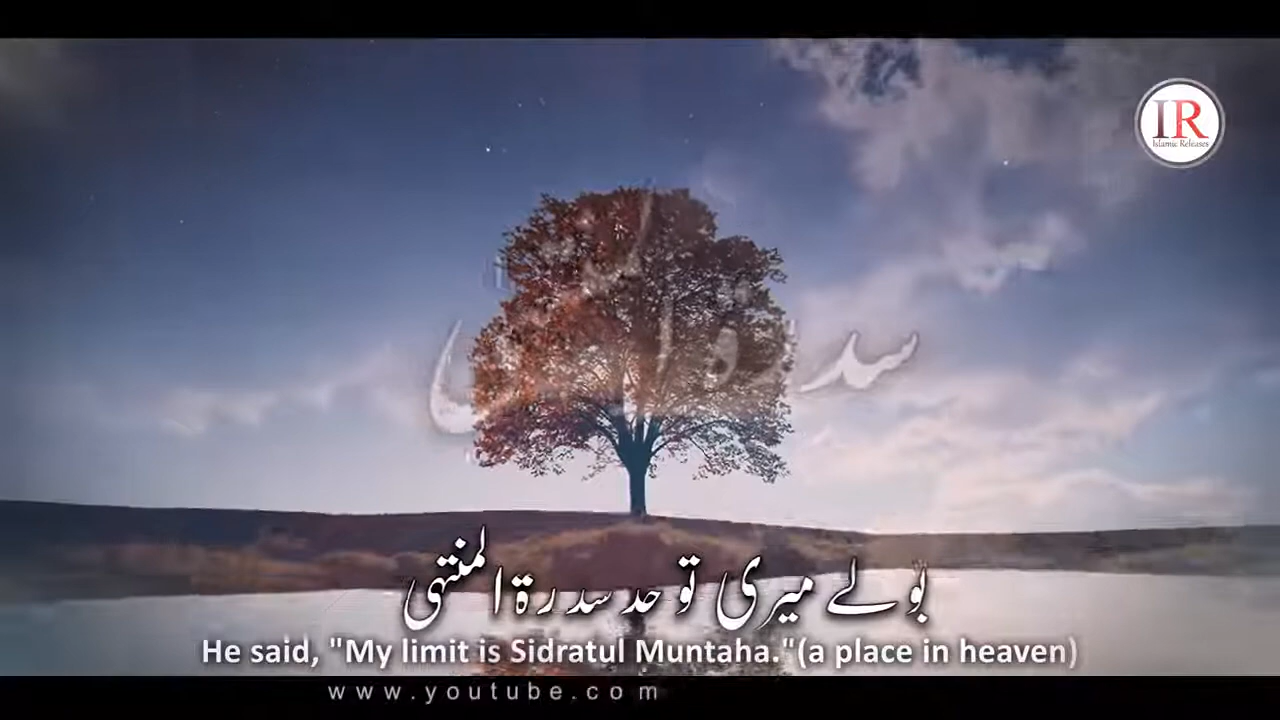 IR
Islamic Releases
سدرۃ
بولے میری تو حد سدرۃ المنتہیٰ
He said, "My limit is Sidratul Muntaha."(a place in heaven)
www.youtube.com